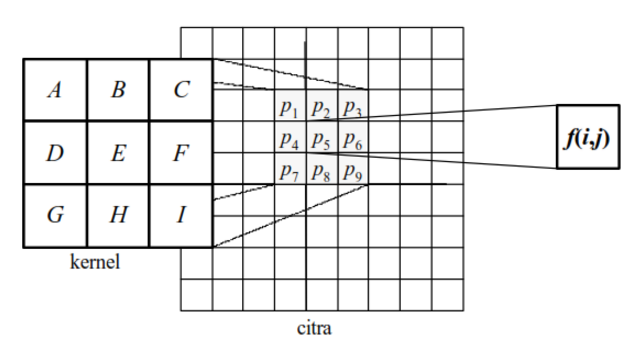 A B C
p1 p2 p3
f(i,j)
D E F
p4 p5 p6
p7 p8 p9
G H I
kernel
citra